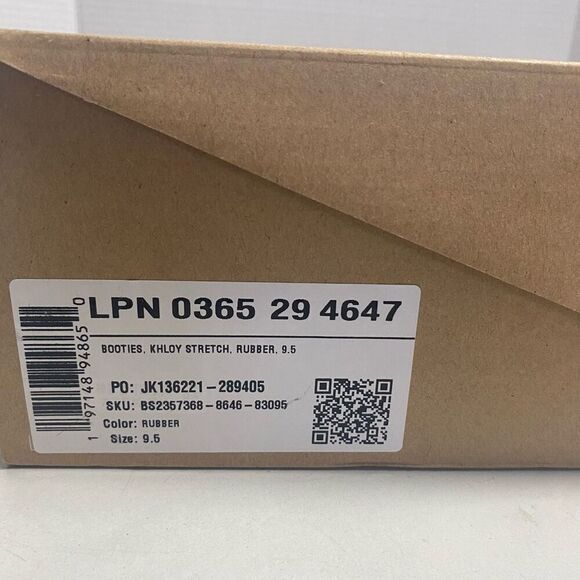 LPN 0365 29 4647
BOOTIES, KHLOY STRETCH, RUBBER, 9.5
PO: JK136221-289405
SKU: BS2357368-8646-83095
Color: RUBBER
Size: 9.5
1 97148 94865 0